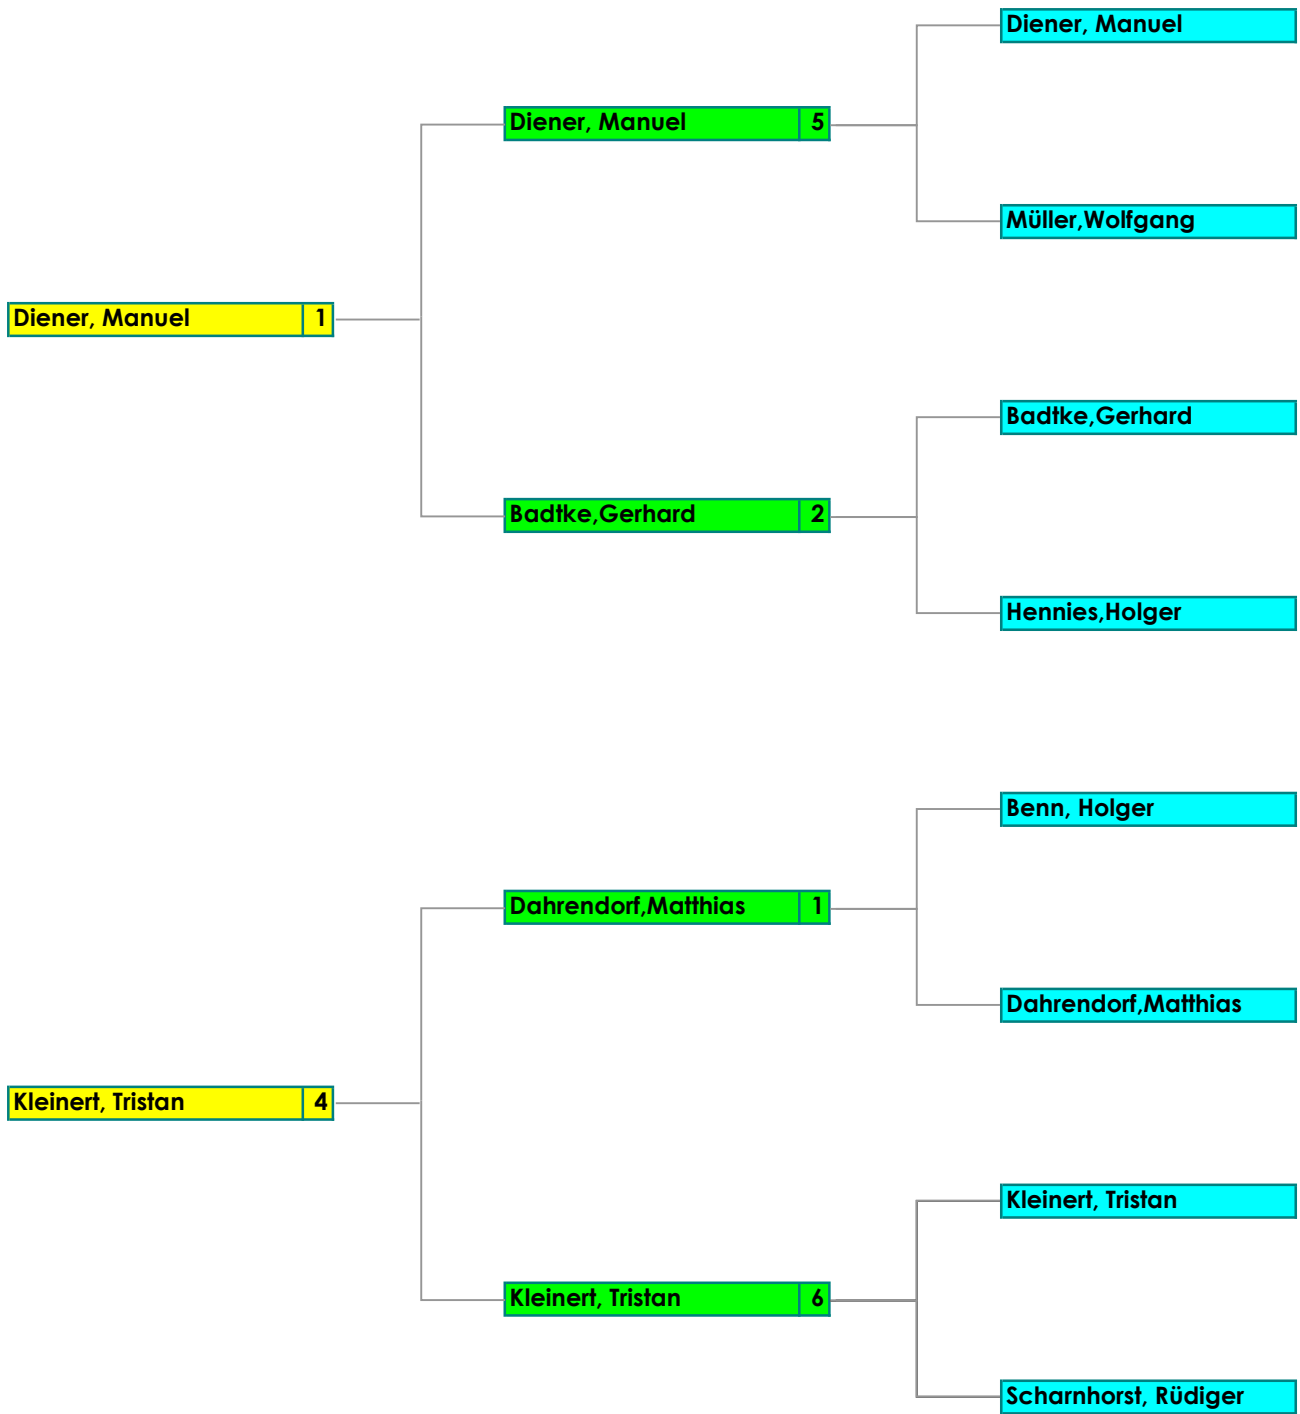 Diener, Manuel
Diener, Manuel 5
Müller,Wolfgang
Diener, Manuel 1
Badtke,Gerhard
Badtke,Gerhard 2
Hennies,Holger
Benn, Holger
Dahrendorf,Matthias 1
Dahrendorf,Matthias
Kleinert, Tristan 4
Kleinert, Tristan
Kleinert, Tristan 6
Scharnhorst, Rüdiger